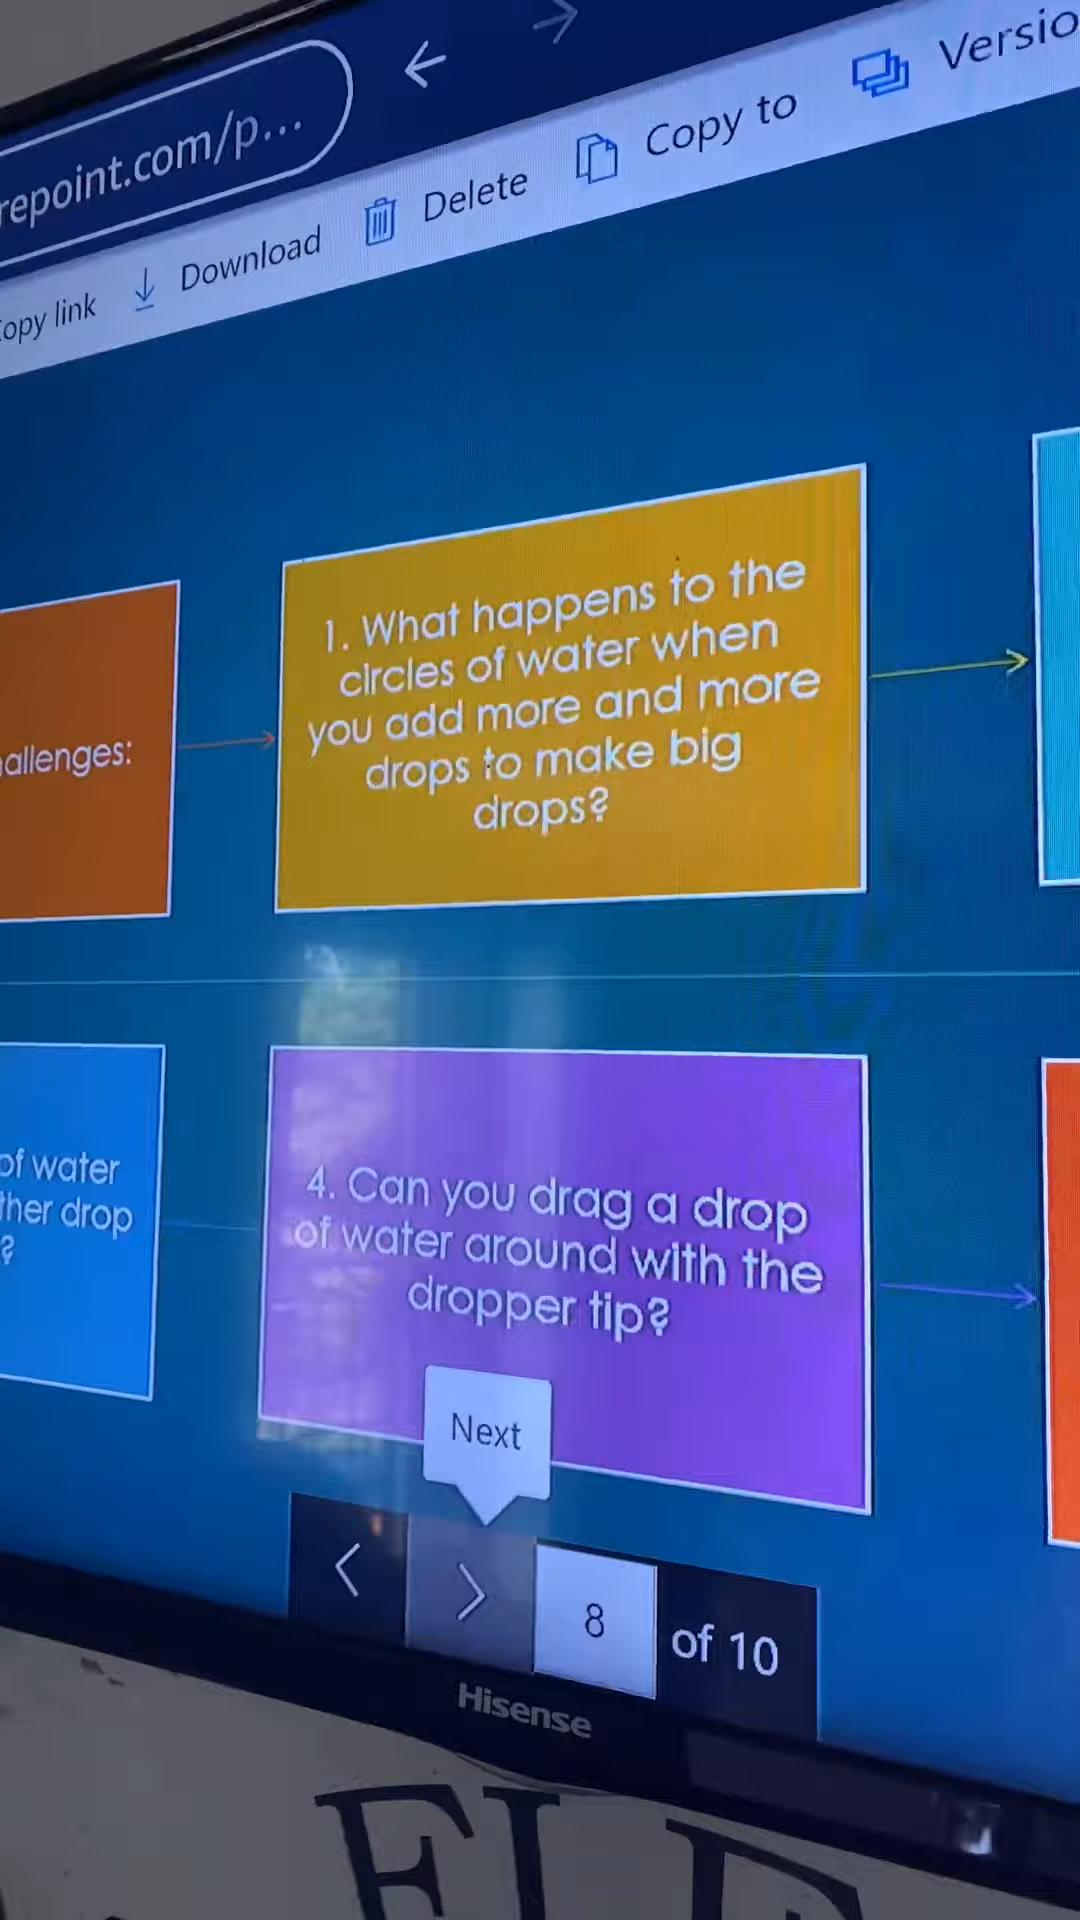 repoint.com/p...
opy link
Download
Delete
Copy to
Versio
allenges:
1. What happens to the
circles of water when
you add more and more
drops to make big
drops?
of water
ther drop
?
4. Can you drag a drop
of water around with the
dropper tip?
Next
8
of 10
Hisense